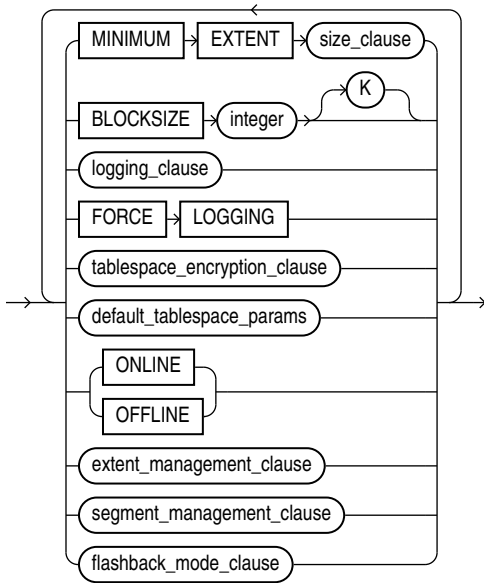 MINIMUM EXTENT size_clause
K
BLOCKSIZE integer
logging_clause
FORCE LOGGING
tablespace_encryption_clause
default_tablespace_params
ONLINE
OFFLINE
extent_management_clause
segment_management_clause
flashback_mode_clause